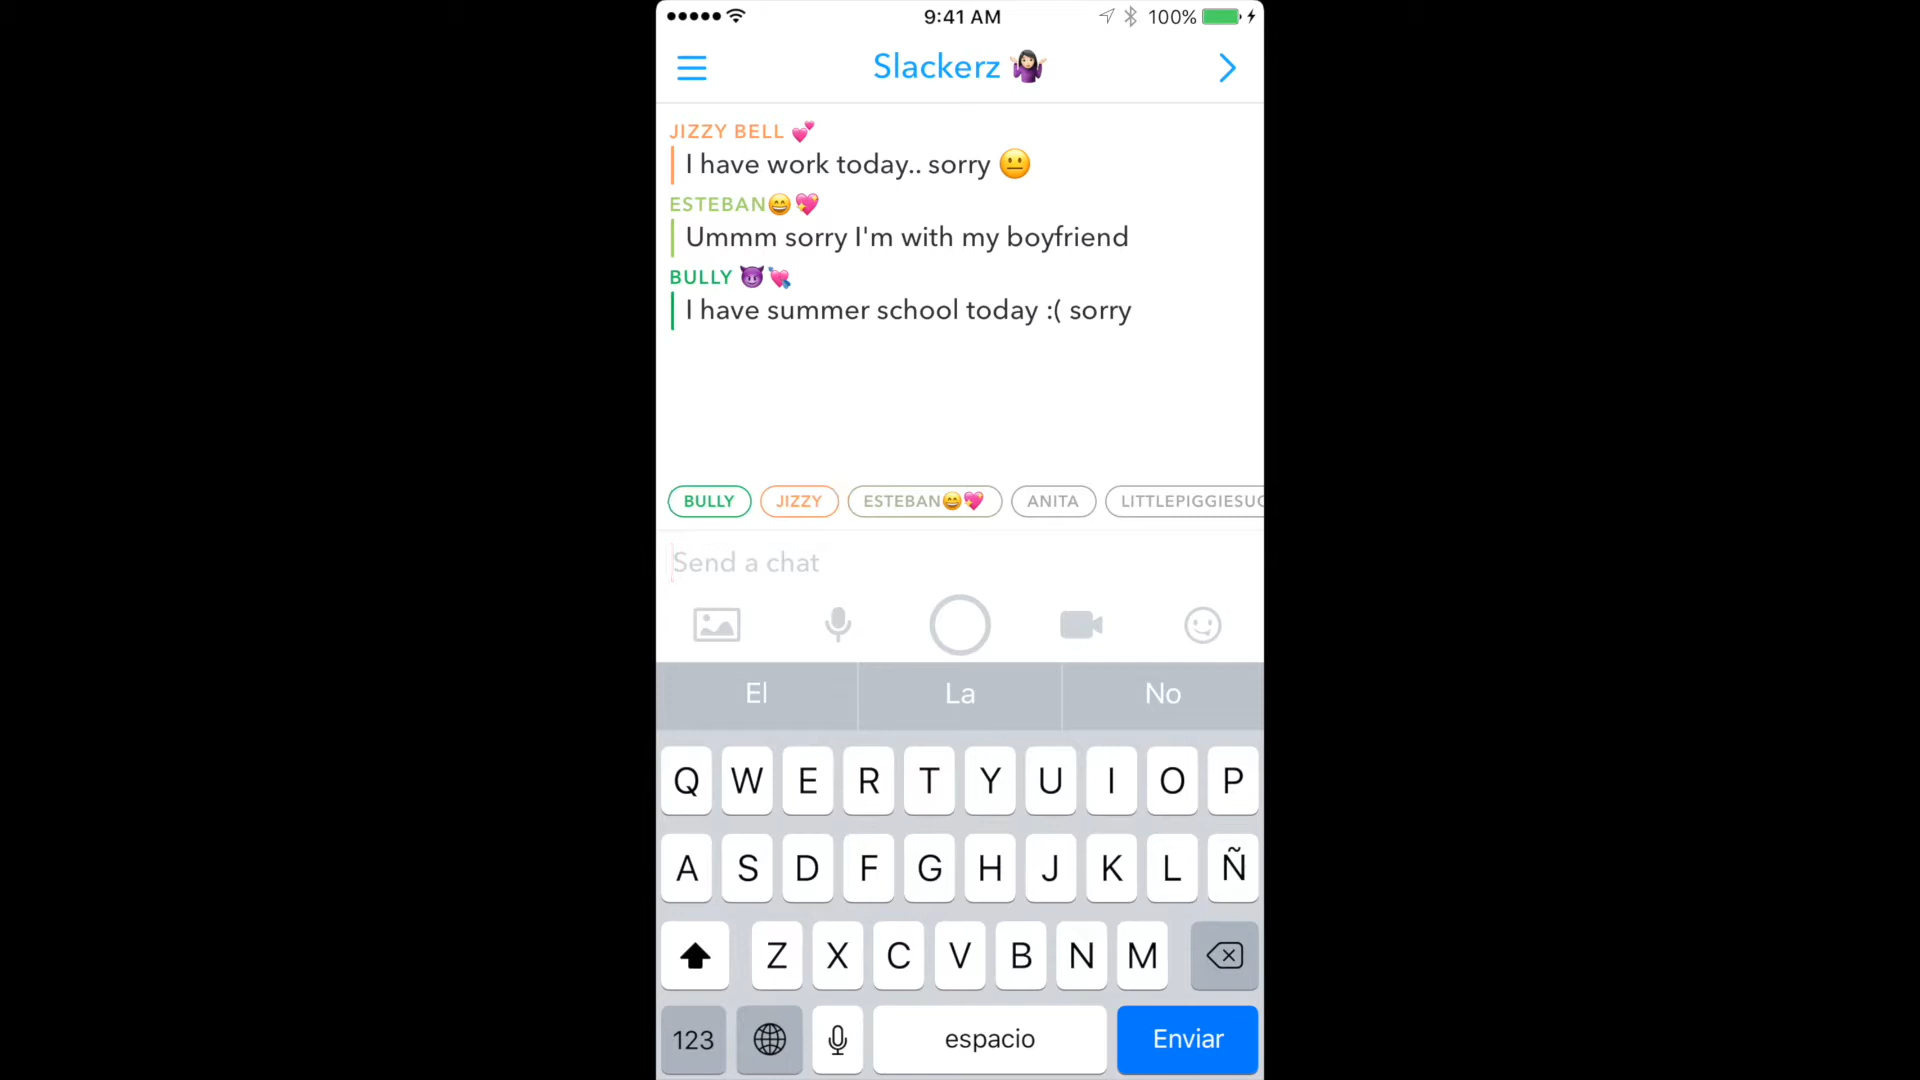 9:41 AM
100%
Slackerz 🤷🏻‍♀️
JIZZY BELL 💕
I have work today.. sorry 😐
ESTEBAN😄💖
Ummm sorry I'm with my boyfriend
BULLY 😈💘
I have summer school today :( sorry
BULLY JIZZY ESTEBAN😄💖 ANITA LITTLEPIGGIESUC
Send a chat
El La No
Q W E R T Y U I O P
A S D F G H J K L Ñ
Z X C V B N M
123 espacio Enviar